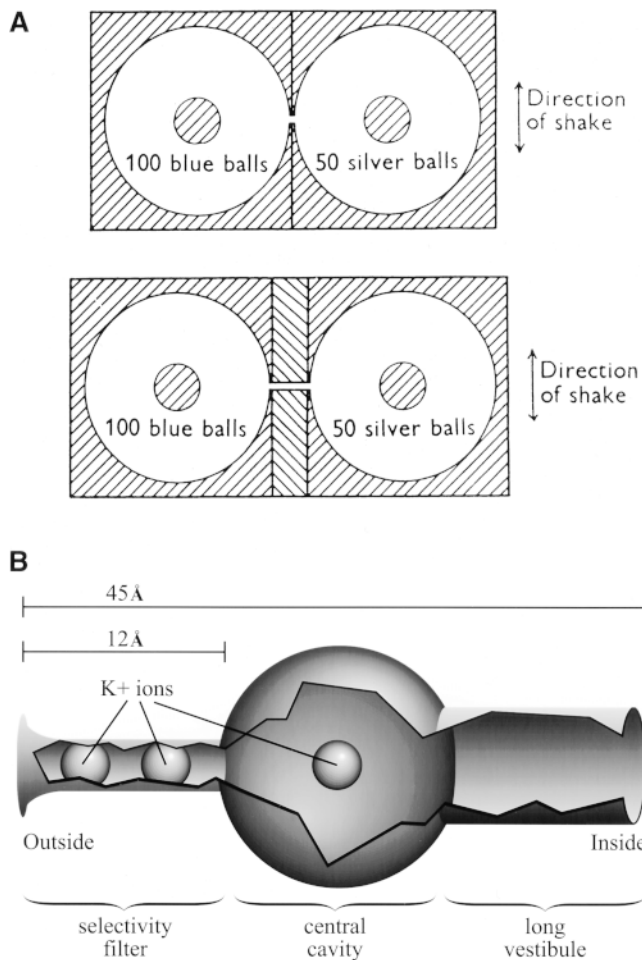 A
Direction
of shake
100 blue balls
50 silver balls
Direction
of shake
100 blue balls
50 silver balls
B
45Å
12Å
K+ ions
Outside
Inside
selectivity
filter
central
cavity
long
vestibule